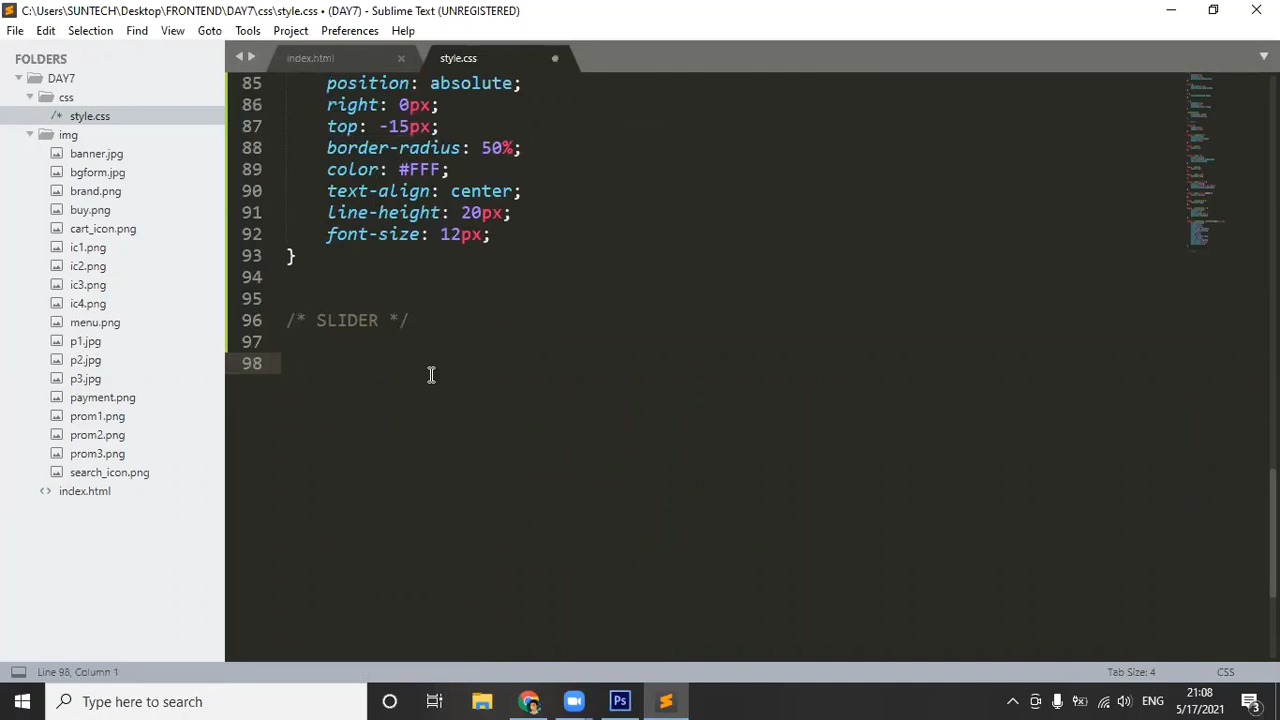 C:\Users\SUNTECH\Desktop\FRONTEND\DAY7\css\style.css • (DAY7) - Sublime Text (UNREGISTERED)
File Edit Selection Find View Goto Tools Project Preferences Help
FOLDERS
DAY7
css
/* style.css
img
banner.jpg
bgform.jpg
brand.png
buy.png
cart_icon.png
ic1.png
ic2.png
ic3.png
ic4.png
menu.png
p1.jpg
p2.jpg
p3.jpg
payment.png
prom1.png
prom2.png
prom3.png
search_icon.png
<> index.html
index.html style.css
85 position: absolute;
86 right: 0px;
87 top: -15px;
88 border-radius: 50%;
89 color: #FFF;
90 text-align: center;
91 line-height: 20px;
92 font-size: 12px;
93 }
94
95
96 /* SLIDER */
97
98
Line 98, Column 1 Tab Size: 4 CSS
Type here to search
Ps
ENG
21:08
5/17/2021
3